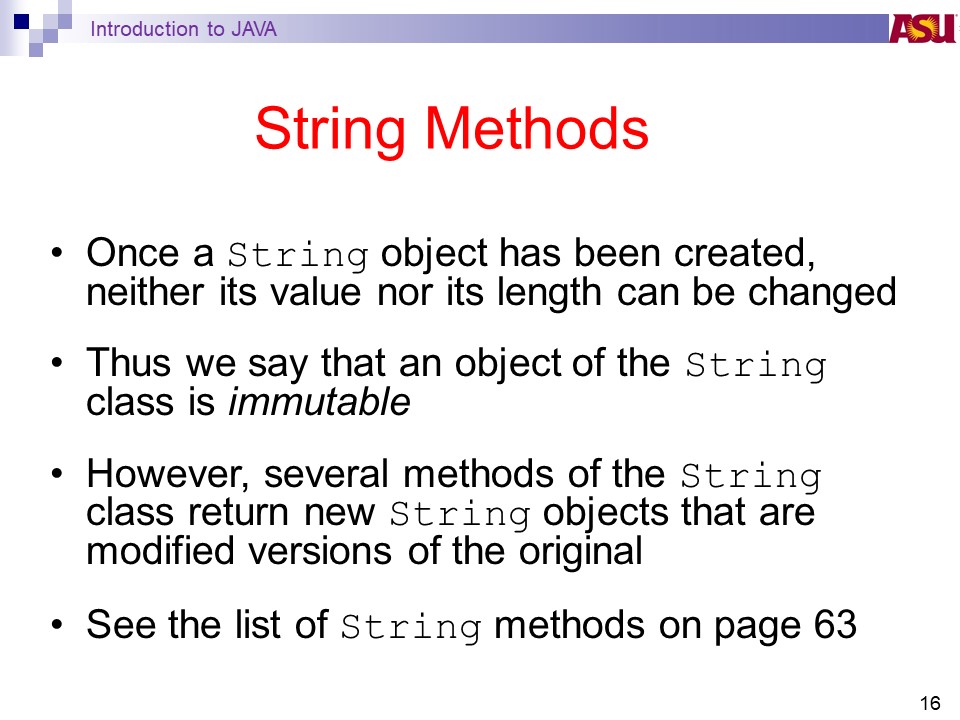 Introduction to JAVA
ASU
String Methods
• Once a String object has been created,
neither its value nor its length can be changed
• Thus we say that an object of the String
class is immutable
• However, several methods of the String
class return new String objects that are
modified versions of the original
• See the list of String methods on page 63
16